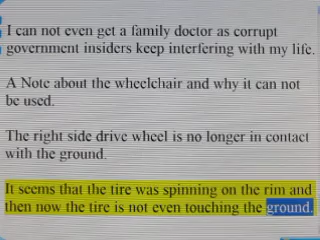 I can not even get a family doctor as corrupt
government insiders keep interfering with my life.
A Note about the wheelchair and why it can not
be used.
The right side drive wheel is no longer in contact
with the ground.
It seems that the tire was spinning on the rim and
then now the tire is not even touching the ground.